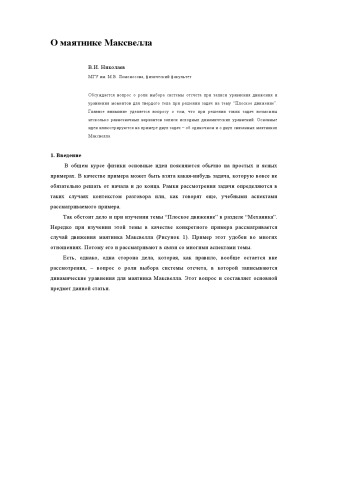 О маятнике Максвелла
В.И. Николаев
МГУ им. М.В. Ломоносова, физический факультет
Обсуждается вопрос о роли выбора системы отсчета при записи уравнения движения и
уравнения моментов для твердого тела при решении задач на тему "Плоское движение".
Главное внимание уделяется вопросу о том, что при решении таких задач возможны
несколько равнозначных вариантов записи исходных динамических уравнений. Основные
идеи иллюстрируются на примере двух задач – об одиночном и о двух связанных маятниках
Максвелла.
1. Введение
В общем курсе физики основные идеи поясняются обычно на простых и ясных
примерах. В качестве примера может быть взята какая-нибудь задача, которую вовсе не
обязательно решать от начала и до конца. Рамки рассмотрения задачи определяются в
таких случаях контекстом разговора или, как говорят еще, учебными аспектами
рассматриваемого примера.
Так обстоит дело и при изучении темы "Плоское движение" в разделе "Механика".
Нередко при изучении этой темы в качестве конкретного примера рассматривается
случай движения маятника Максвелла (Рисунок 1). Пример этот удобен во многих
отношениях. Потому его и рассматривают в связи со многими аспектами темы.
Есть, однако, одна сторона дела, которая, как правило, вообще остается вне
рассмотрения, – вопрос о роли выбора системы отсчета, в которой записываются
динамические уравнения для маятника Максвелла. Этот вопрос и составляет основной
предмет данной статьи.